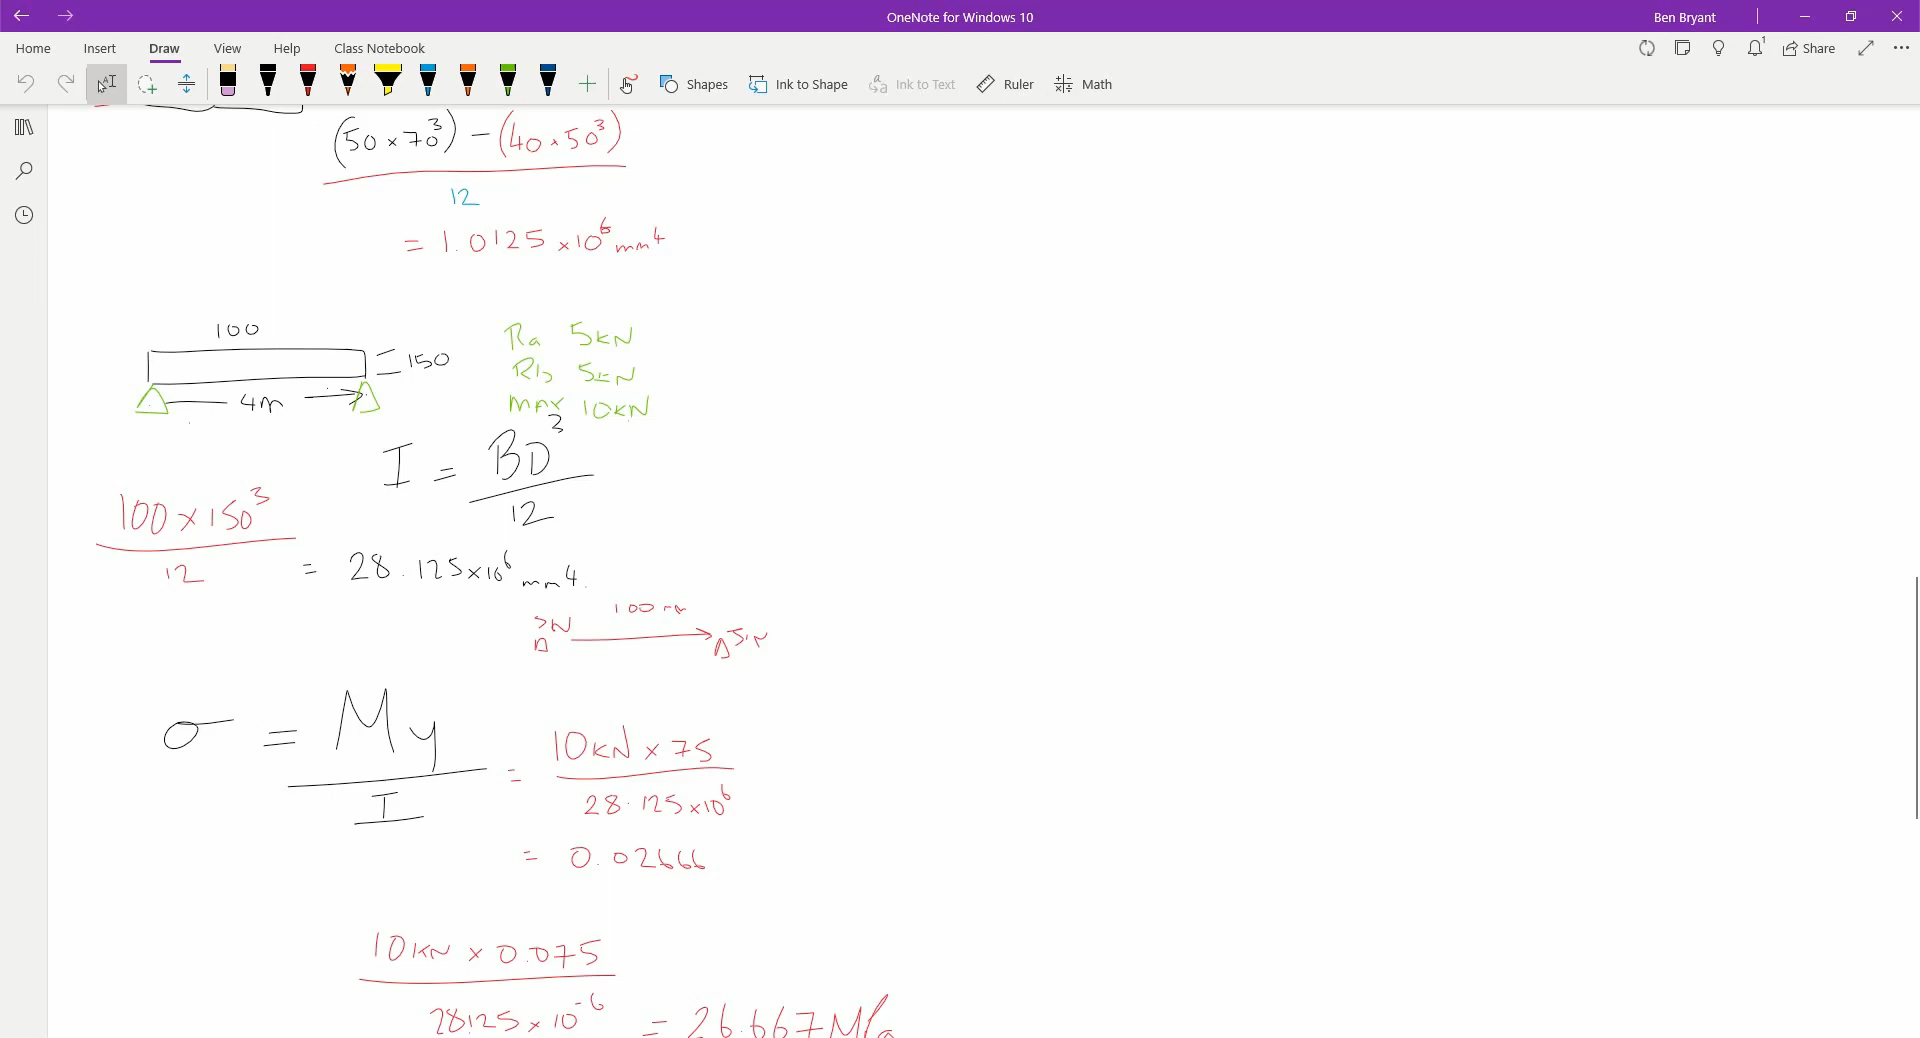 OneNote for Windows 10
Ben Bryant
Home Insert Draw View Help Class Notebook
1
Share
Shapes Ink to Shape Ink to Text Ruler Math
(50 × 70³) - (40 × 50³)
12
= 1.0125 × 10⁶ mm4
100
150
4m
Ra 5kN
Rb 5kN
max 10kN
I = BD³
12
100 × 150³
12
= 28.125 × 10⁶ mm4.
100
σ = My
I
= 10kN × 75
28.125 × 10⁶
= 0.02666
10kN × 0.075
28.125 × 10⁻⁶
= 26.667 MPa